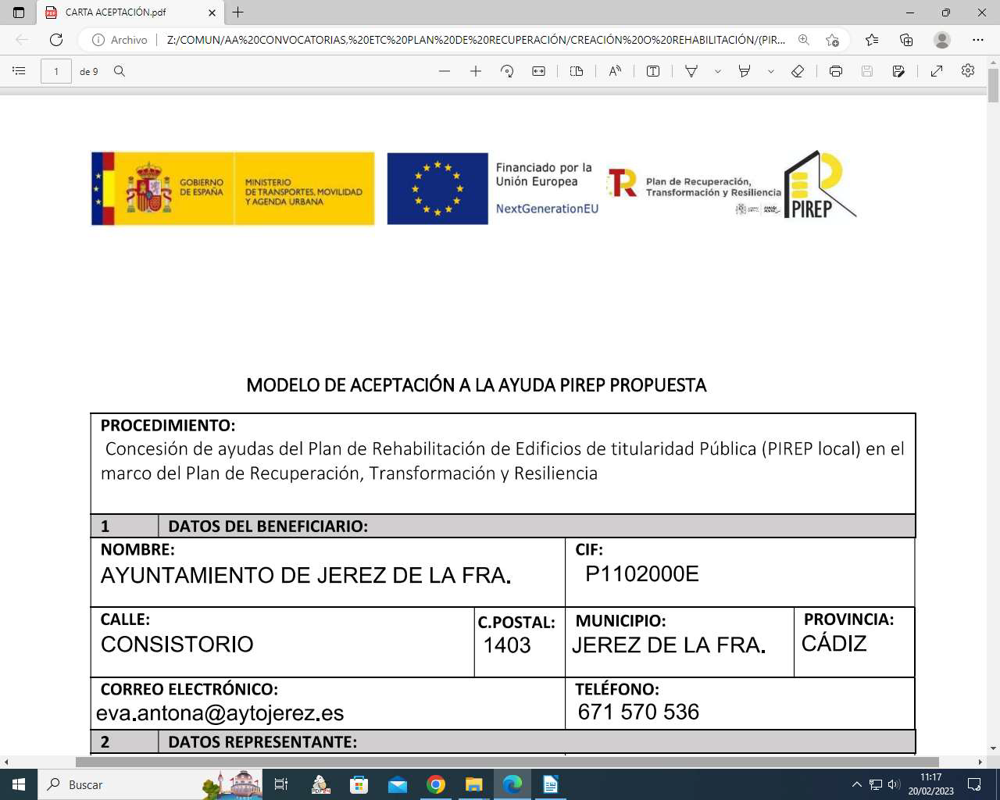 CARTA ACEPTACIÓN.pdf
Archivo
Z:/COMUN/AA%20CONVOCATORIAS,%20ETC%20PLAN%20DE%20RECUPERACIÓN/CREACIÓN%20O%20REHABILITACIÓN/(PIR...
1 de 9
GOBIERNO
DE ESPAÑA
MINISTERIO
DE TRANSPORTES, MOVILIDAD
Y AGENDA URBANA
Financiado por la
Unión Europea
NextGenerationEU
Plan de Recuperación,
Transformación y Resiliencia
PIREP
MODELO DE ACEPTACIÓN A LA AYUDA PIREP PROPUESTA
PROCEDIMIENTO:
Concesión de ayudas del Plan de Rehabilitación de Edificios de titularidad Pública (PIREP local) en el
marco del Plan de Recuperación, Transformación y Resiliencia
1 DATOS DEL BENEFICIARIO:
NOMBRE:
AYUNTAMIENTO DE JEREZ DE LA FRA.
CIF:
P1102000E
CALLE:
CONSISTORIO
C.POSTAL:
1403
MUNICIPIO:
JEREZ DE LA FRA.
PROVINCIA:
CÁDIZ
CORREO ELECTRÓNICO:
eva.antona@aytojerez.es
TELÉFONO:
671 570 536
2 DATOS REPRESENTANTE:
Buscar
11:17
20/02/2023